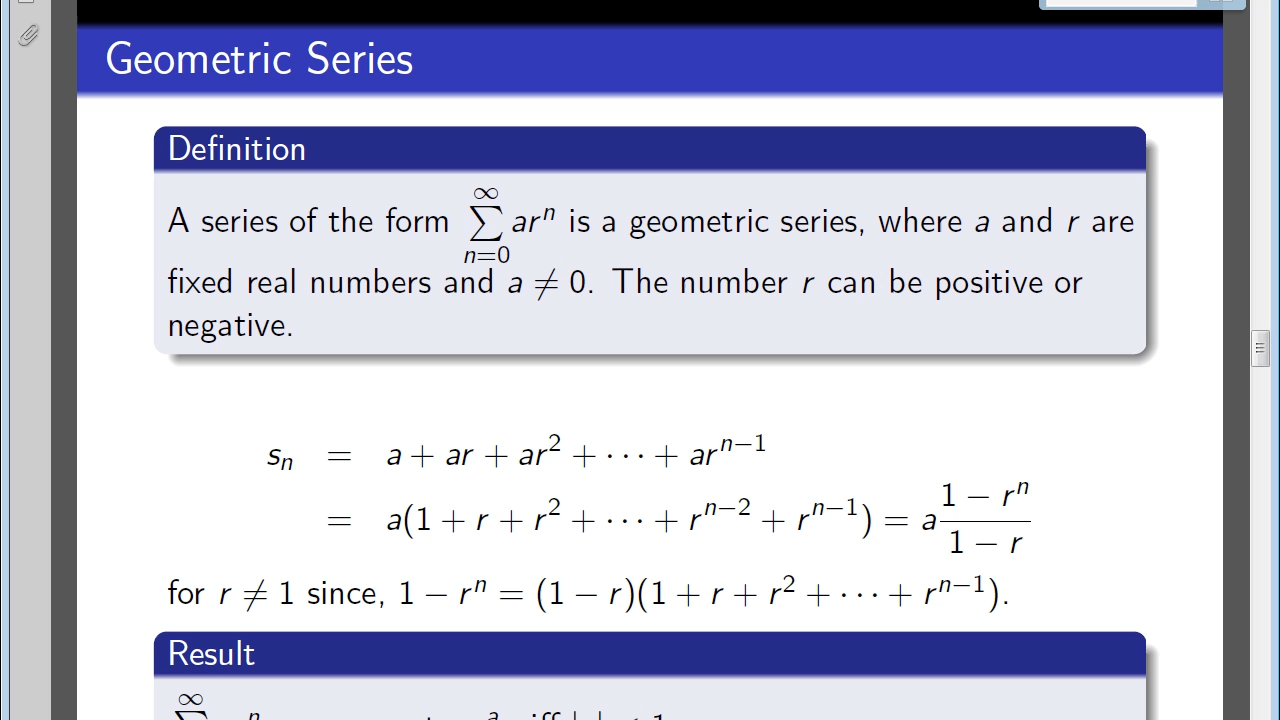 Geometric Series
Definition
A series of the form ∑_{n=0}^{∞} ar^n is a geometric series, where a and r are
fixed real numbers and a ≠ 0. The number r can be positive or
negative.
s_n = a + ar + ar^2 + ··· + ar^{n−1}
= a(1 + r + r^2 + ··· + r^{n−2} + r^{n−1}) = a \frac{1 − r^n}{1 − r}
for r ≠ 1 since, 1 − r^n = (1 − r)(1 + r + r^2 + ··· + r^{n−1}).
Result